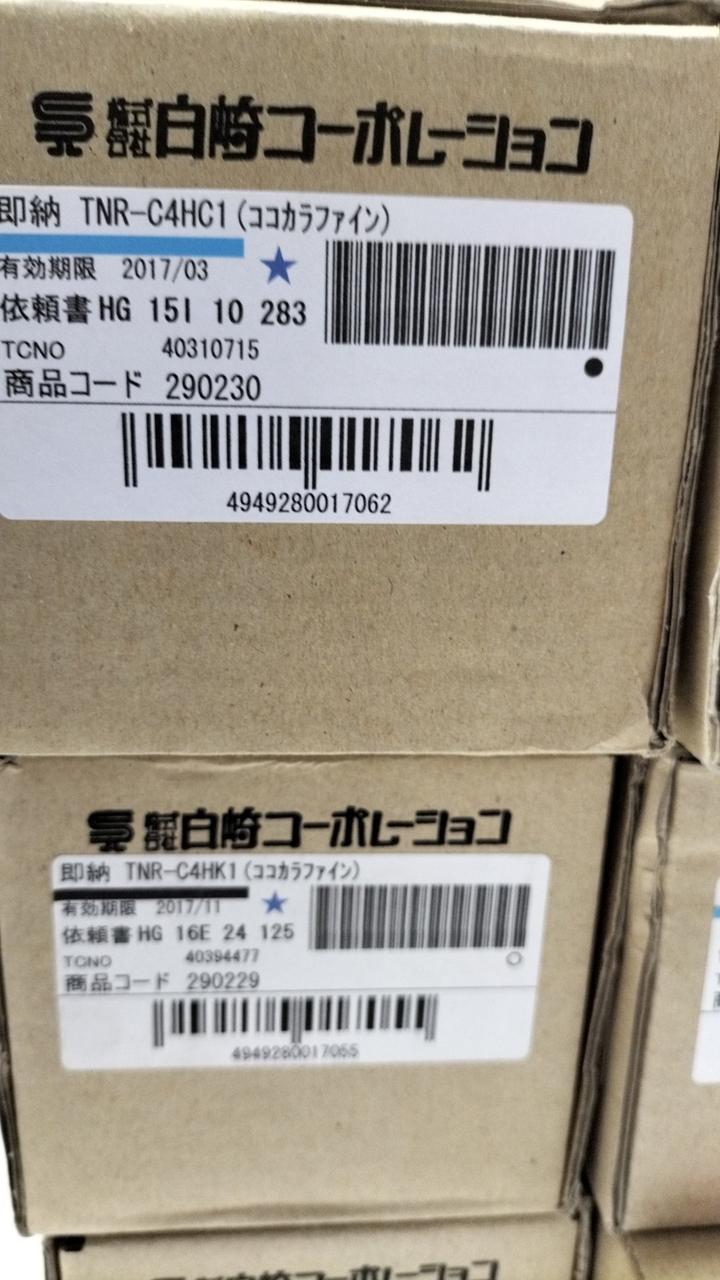 株式会社白崎コーポレーション
即納 TNR-C4HC1(ココカラファイン)
有効期限 2017/03 ★
依頼書HG 15I 10 283
TCNO 40310715
商品コード 290230
4949280017062
株式会社白崎コーポレーション
即納 TNR-C4HK1(ココカラファイン)
有効期限 2017/11 ★
依頼書HG 16E 24 125
TCNO 40394477
商品コード 290229
4949280017055